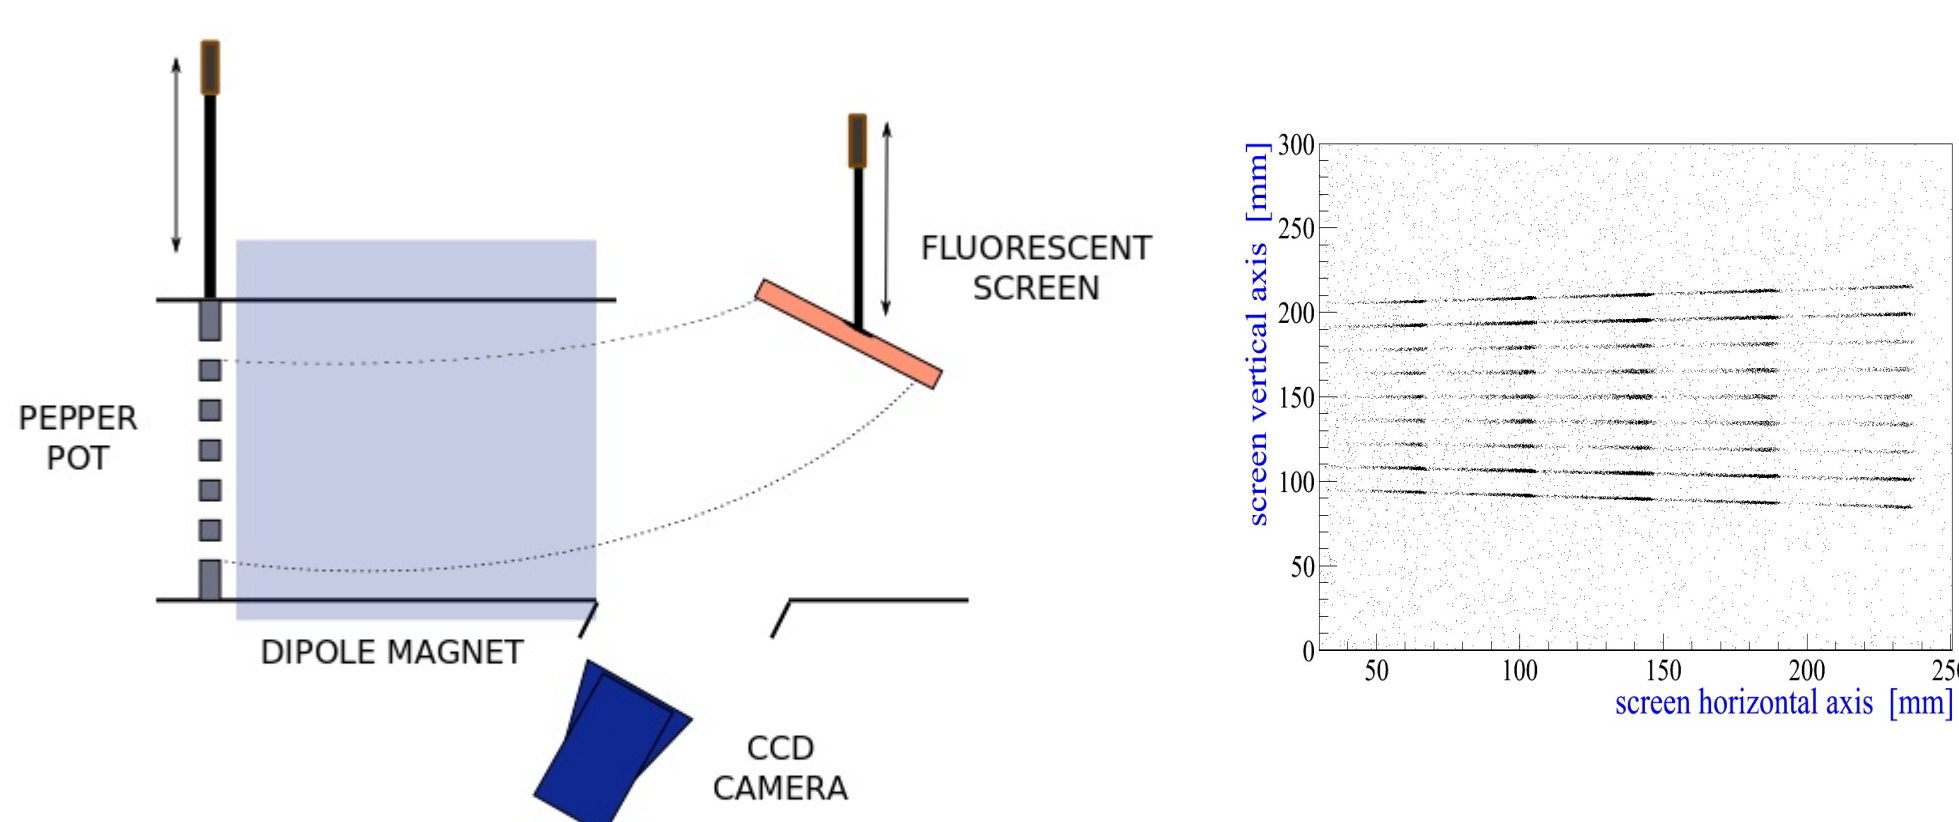 PEPPER
POT
DIPOLE MAGNET
FLUORESCENT
SCREEN
CCD
CAMERA
screen vertical axis [mm]
300
250
200
150
100
50
0
50 100 150 200 250
screen horizontal axis [mm]